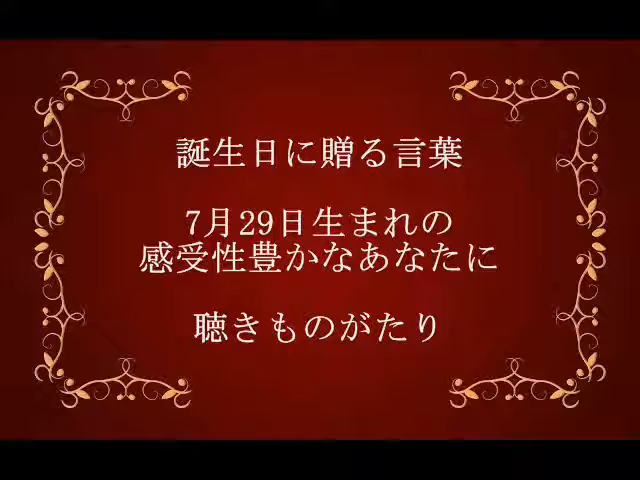 誕生日に贈る言葉
7月29日生まれの
感受性豊かなあなたに
聴きものがたり